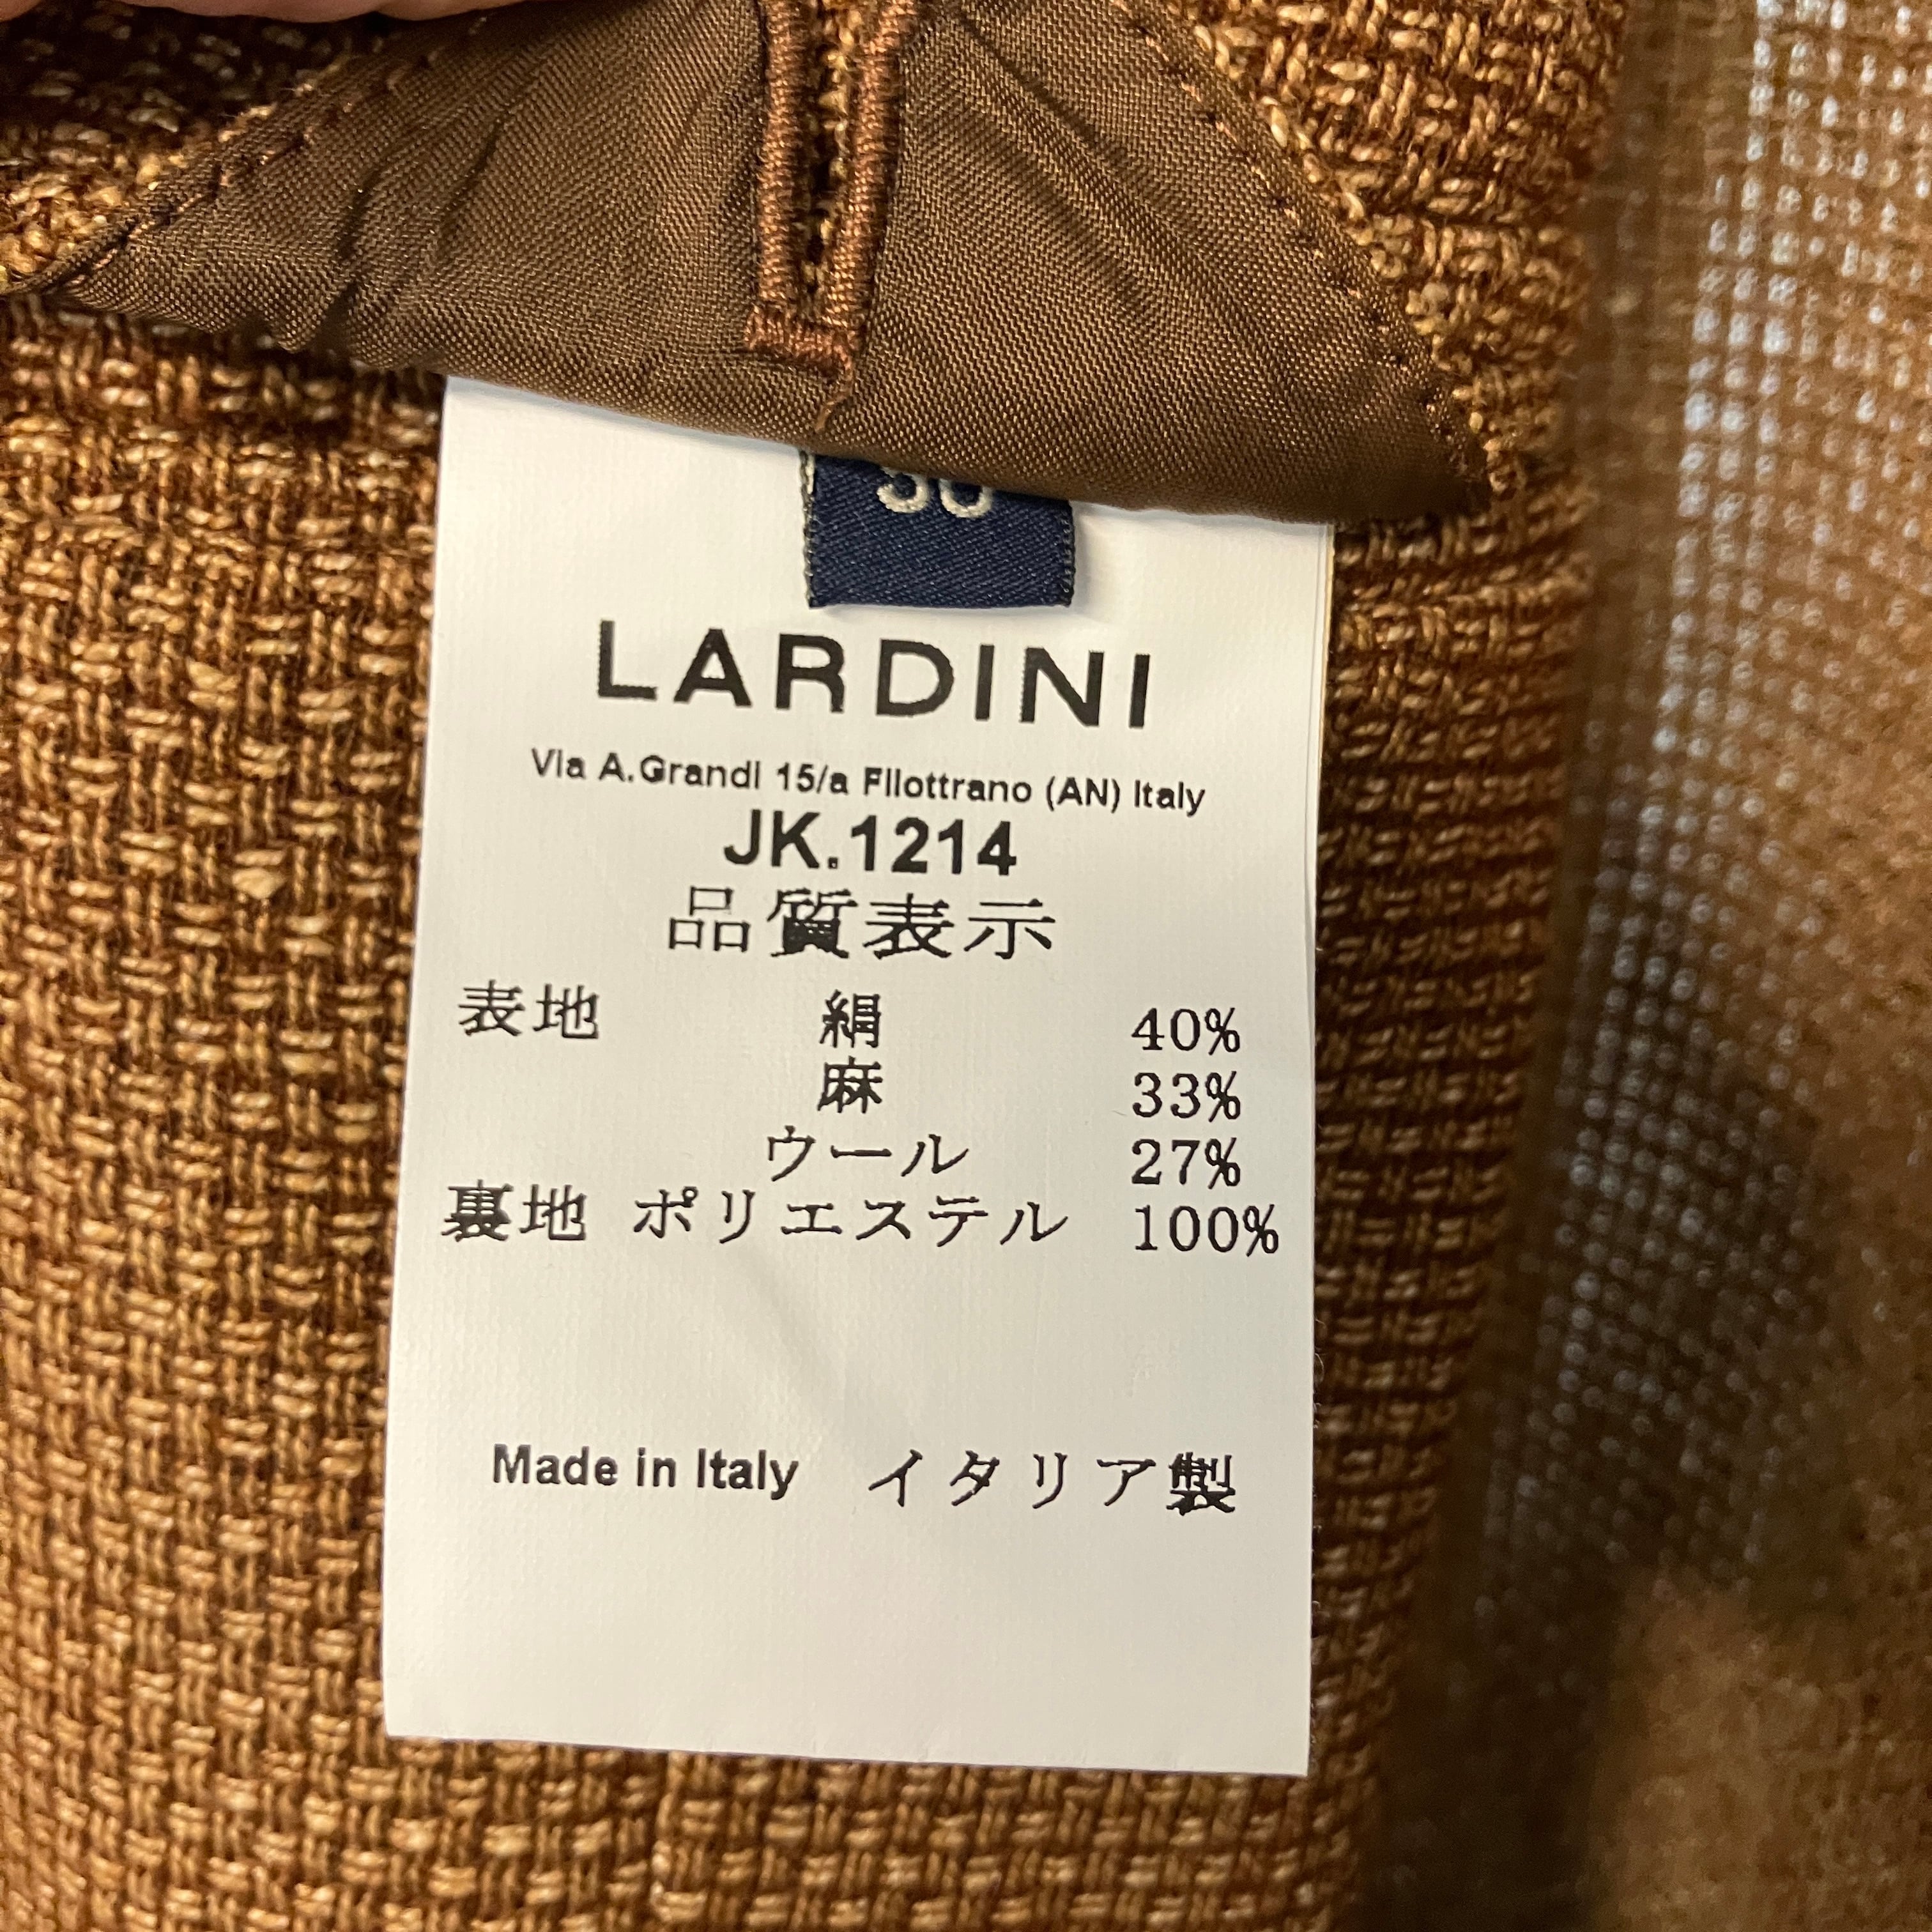 LARDINI
Via A.Grandi 15/a Filottrano (AN) Italy
JK.1214
品質表示
表地 絹 40%
麻 33%
ウール 27%
裏地 ポリエステル 100%
Made in Italy イタリア製